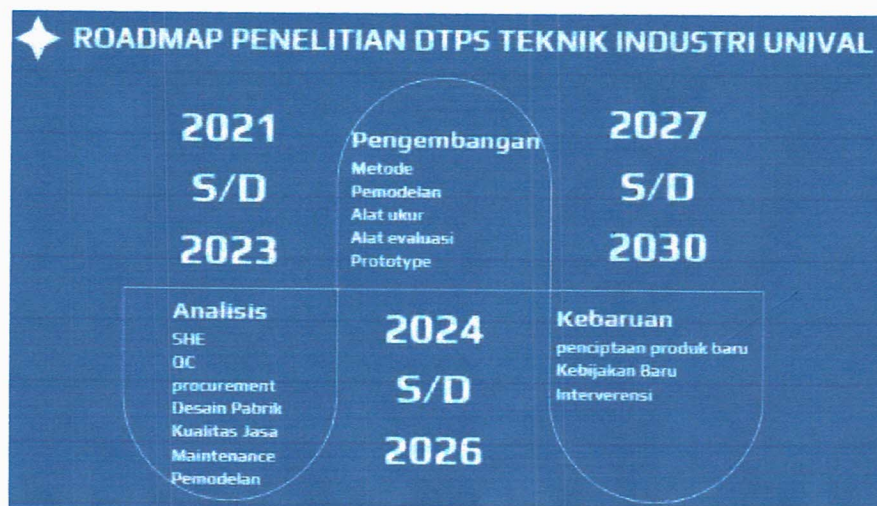 ROADMAP PENELITIAN DTPS TEKNIK INDUSTRI UNIVAL
2021
S/D
2023
Analisis
SHE
QC
procurement
Desain Pabrik
Kualitas Jasa
Maintenance
Pemodelan
Pengembangan
Metode
Pemodelan
Alat ukur
Alat evaluasi
Prototype
2024
S/D
2026
2027
S/D
2030
Kebaruan
penciptaan produk baru
Kebijakan Baru
Interverensi